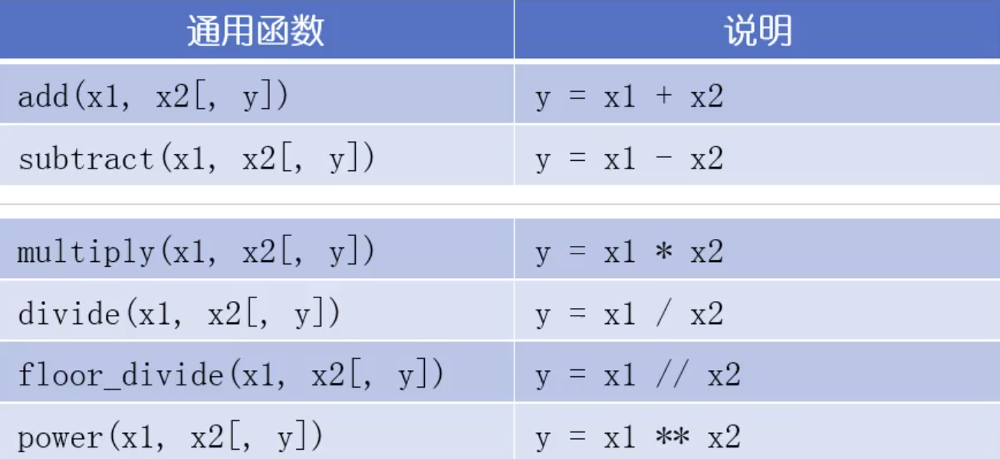 通用函数 说明
add(x1, x2[, y]) y = x1 + x2
subtract(x1, x2[, y]) y = x1 - x2
multiply(x1, x2[, y]) y = x1 * x2
divide(x1, x2[, y]) y = x1 / x2
floor_divide(x1, x2[, y]) y = x1 // x2
power(x1, x2[, y]) y = x1 ** x2